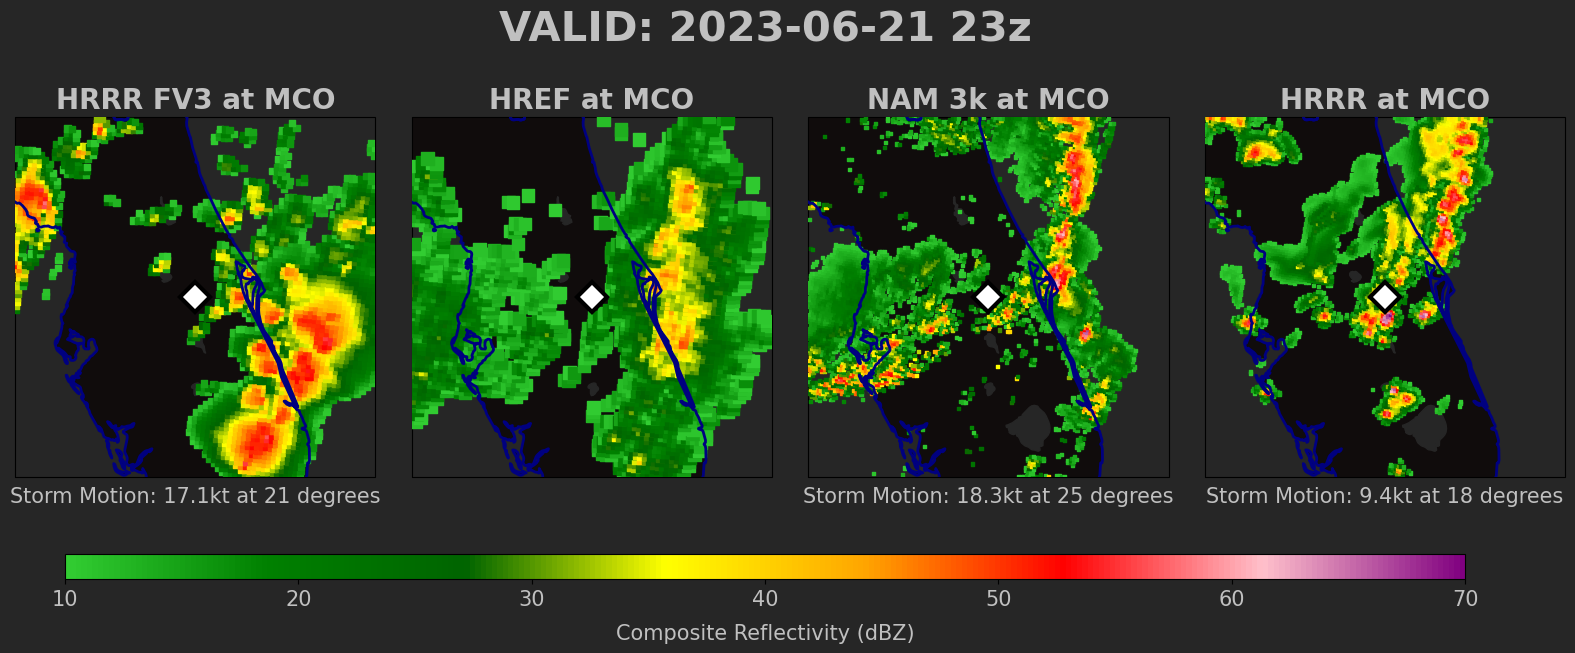 VALID: 2023-06-21 23z
HRRR FV3 at MCO
HREF at MCO
NAM 3k at MCO
HRRR at MCO
Storm Motion: 17.1kt at 21 degrees
Storm Motion: 18.3kt at 25 degrees
Storm Motion: 9.4kt at 18 degrees
10 20 30 40 50 60 70
Composite Reflectivity (dBZ)